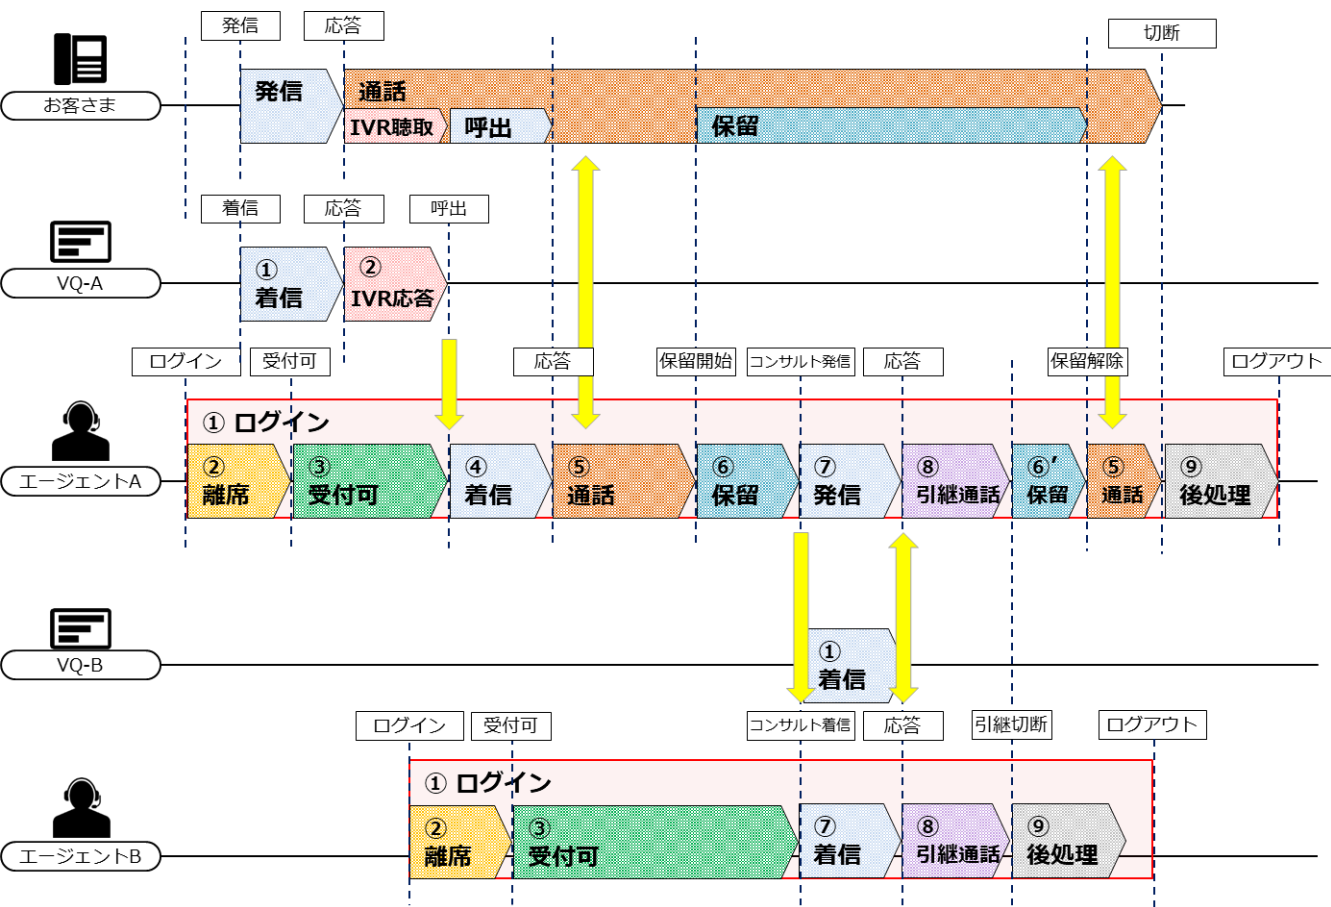 発信
応答
切断
お客さま
発信
通話
IVR聴取
呼出
保留
着信
応答
呼出
VQ-A
①
着信
②
IVR応答
ログイン
受付可
応答
保留開始
コンサルト発信
応答
保留解除
ログアウト
エージェントA
① ログイン
②
離席
③
受付可
④
着信
⑤
通話
⑥
保留
⑦
発信
⑧
引継通話
⑥′
保留
⑤
通話
⑨
後処理
VQ-B
①
着信
ログイン
受付可
コンサルト着信
応答
引継切断
ログアウト
エージェントB
① ログイン
②
離席
③
受付可
⑦
着信
⑧
引継通話
⑨
後処理